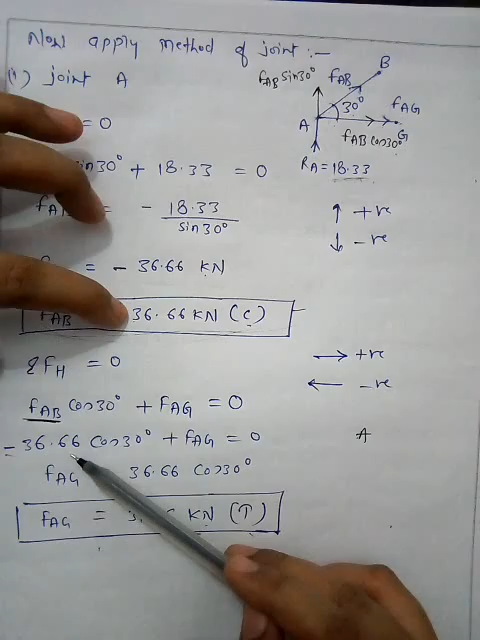 Now apply method of joint :-
(1) joint A
= 0
sin30° + 18.33 = 0
= - 18.33
sin30°
= - 36.66 KN
FAB 36.66 KN (C)
ΣFH = 0
FAB cos30° + FAG = 0
= 36.66 cos30° + FAG = 0
FAG 36.66 cos30°
FAG = KN (T)
B
FAB sin30° FAB
30° FAG
A G
FAB cos30°
RA = 18.33
↑ +ve
↓ -ve
→ +ve
← -ve
A